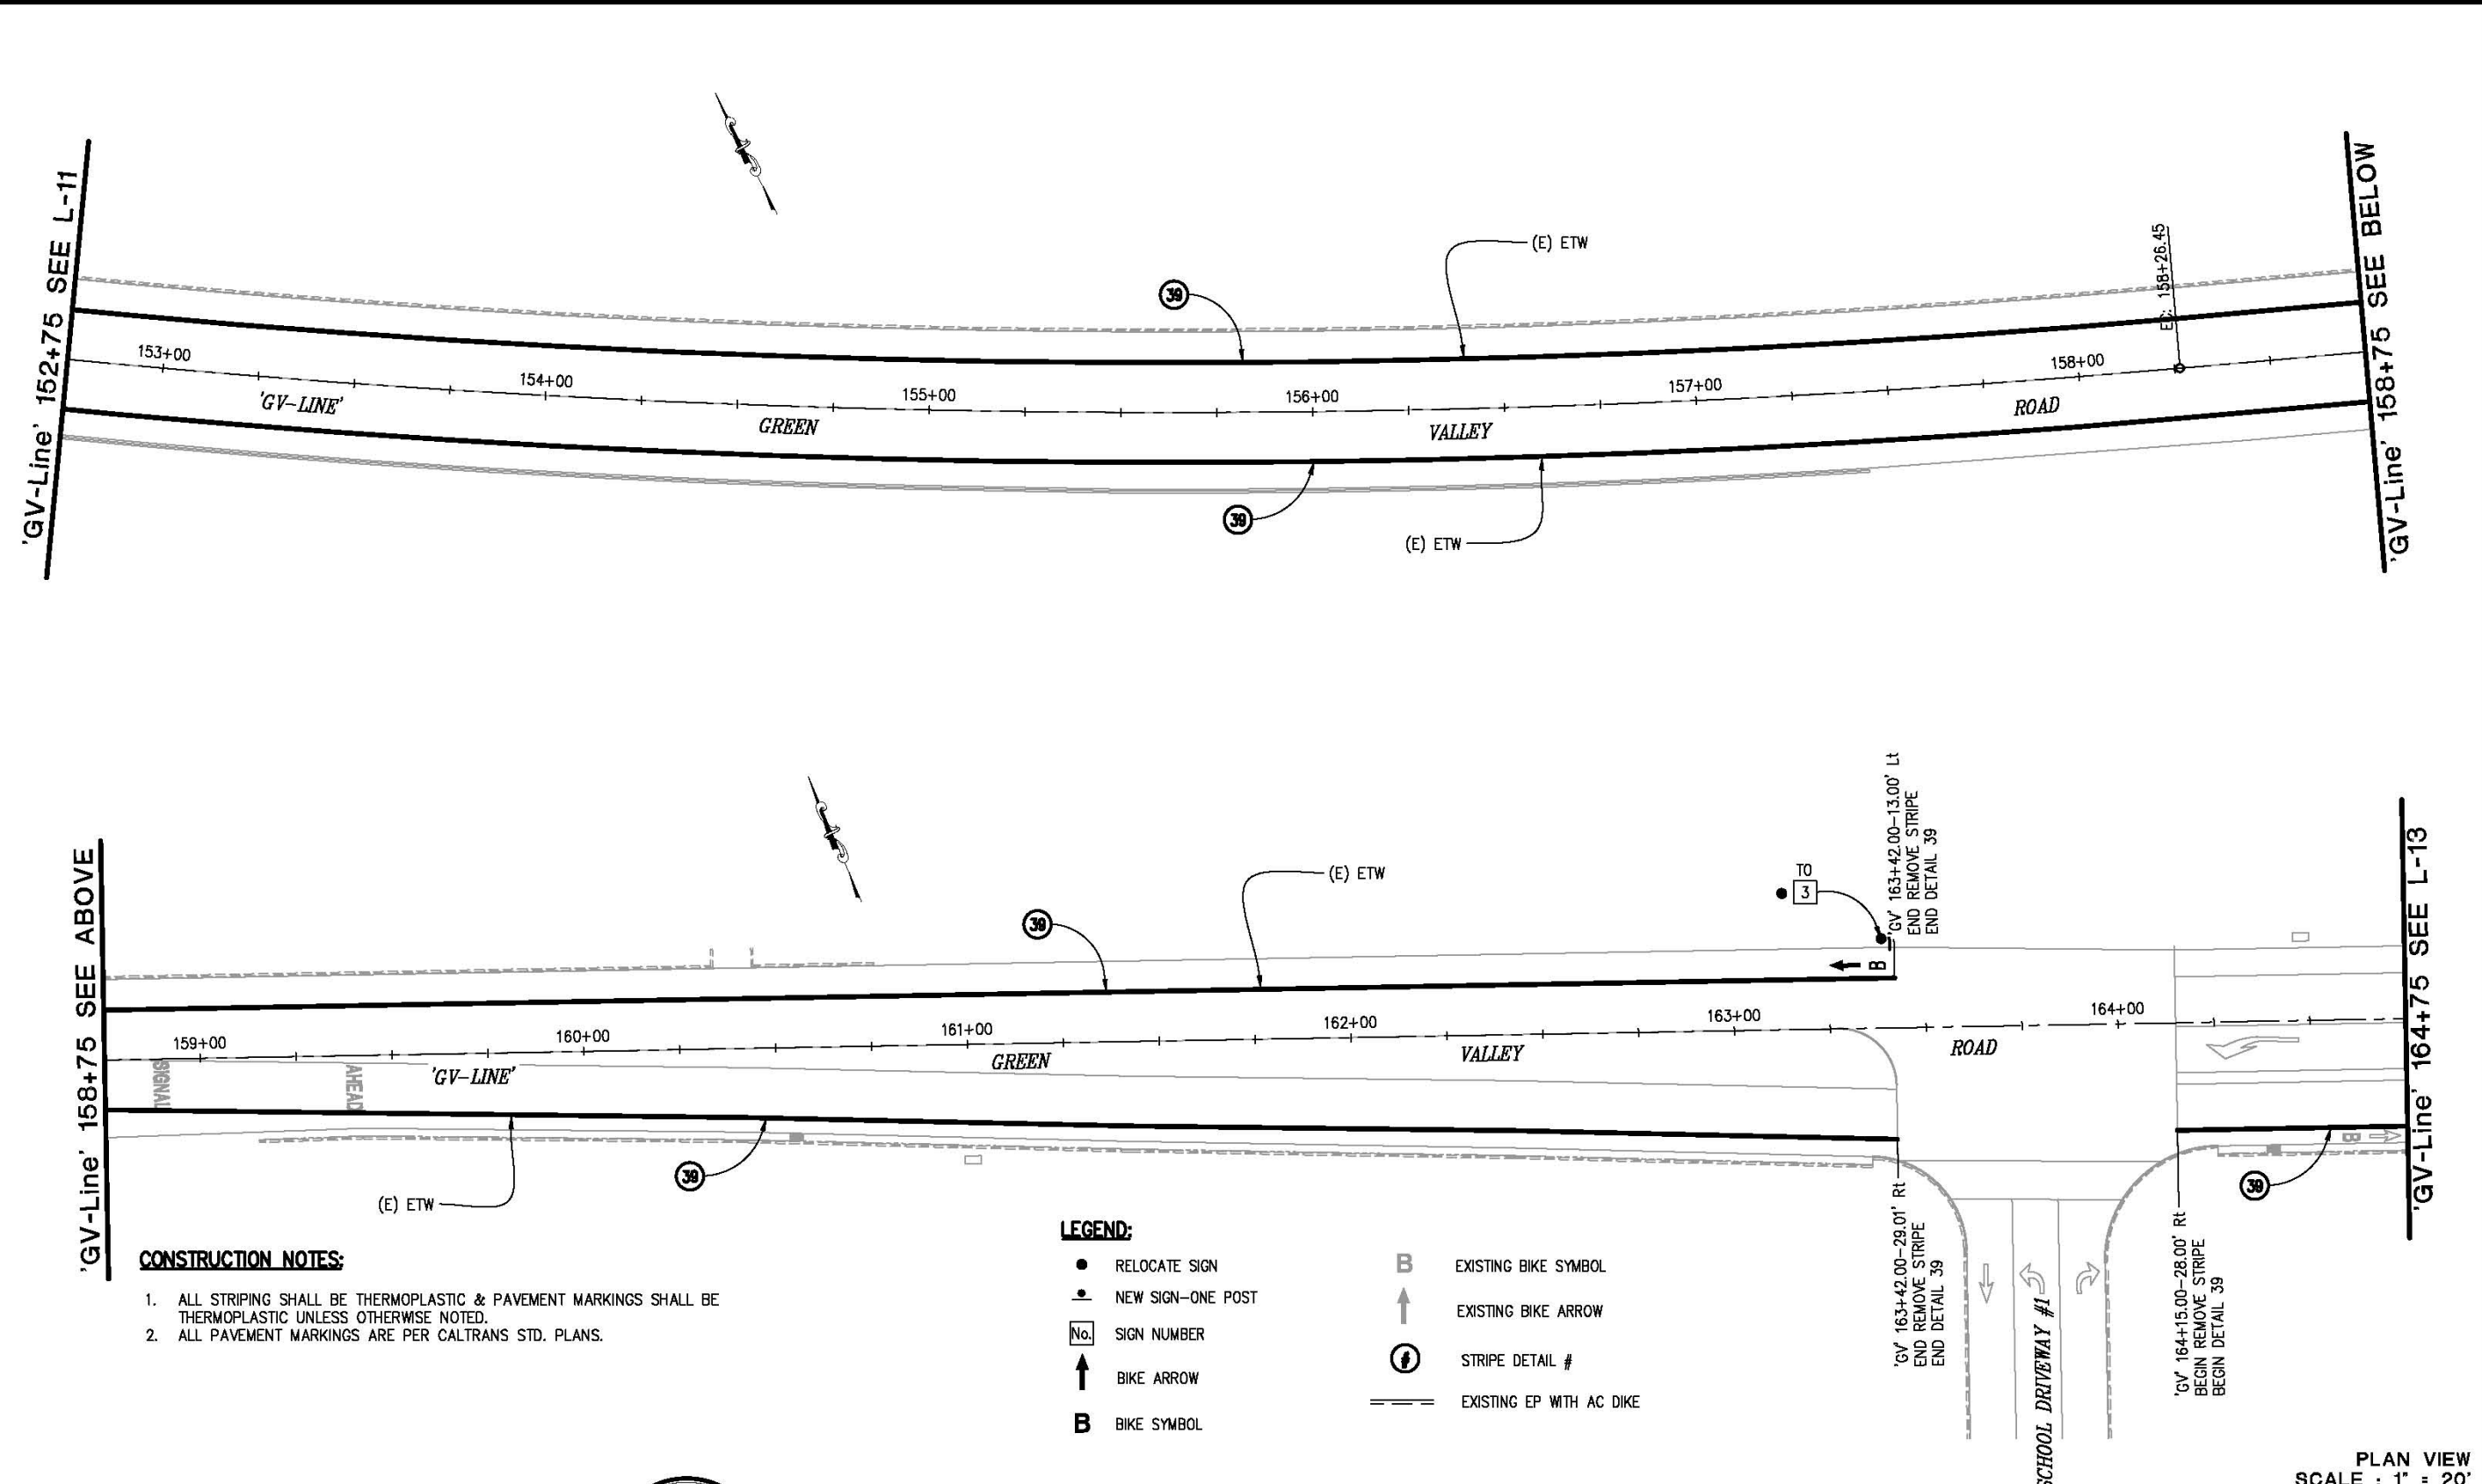 'GV-Line' 152+75 SEE L-11
'GV-Line' 158+75 SEE BELOW
(E) ETW
39
EC: 158+26.45
153+00
154+00
155+00
156+00
157+00
158+00
'GV-LINE'
GREEN
VALLEY
ROAD
39
(E) ETW
'GV-Line' 158+75 SEE ABOVE
'GV-Line' 164+75 SEE L-13
'GV' 163+42.00-13.00' Lt
END REMOVE STRIPE
END DETAIL 39
TO
3
(E) ETW
39
B
159+00
160+00
161+00
162+00
163+00
164+00
SIGNAL
AHEAD
'GV-LINE'
GREEN
VALLEY
ROAD
B
39
39
(E) ETW
'GV' 163+42.00-29.01' Rt
END REMOVE STRIPE
END DETAIL 39
SCHOOL DRIVEWAY #1
'GV' 164+15.00-28.00' Rt
BEGIN REMOVE STRIPE
BEGIN DETAIL 39
CONSTRUCTION NOTES:
1. ALL STRIPING SHALL BE THERMOPLASTIC & PAVEMENT MARKINGS SHALL BE
THERMOPLASTIC UNLESS OTHERWISE NOTED.
2. ALL PAVEMENT MARKINGS ARE PER CALTRANS STD. PLANS.
LEGEND:
RELOCATE SIGN
NEW SIGN-ONE POST
No. SIGN NUMBER
BIKE ARROW
B BIKE SYMBOL
B EXISTING BIKE SYMBOL
EXISTING BIKE ARROW
# STRIPE DETAIL #
EXISTING EP WITH AC DIKE
PLAN VIEW
SCALE : 1" = 20'